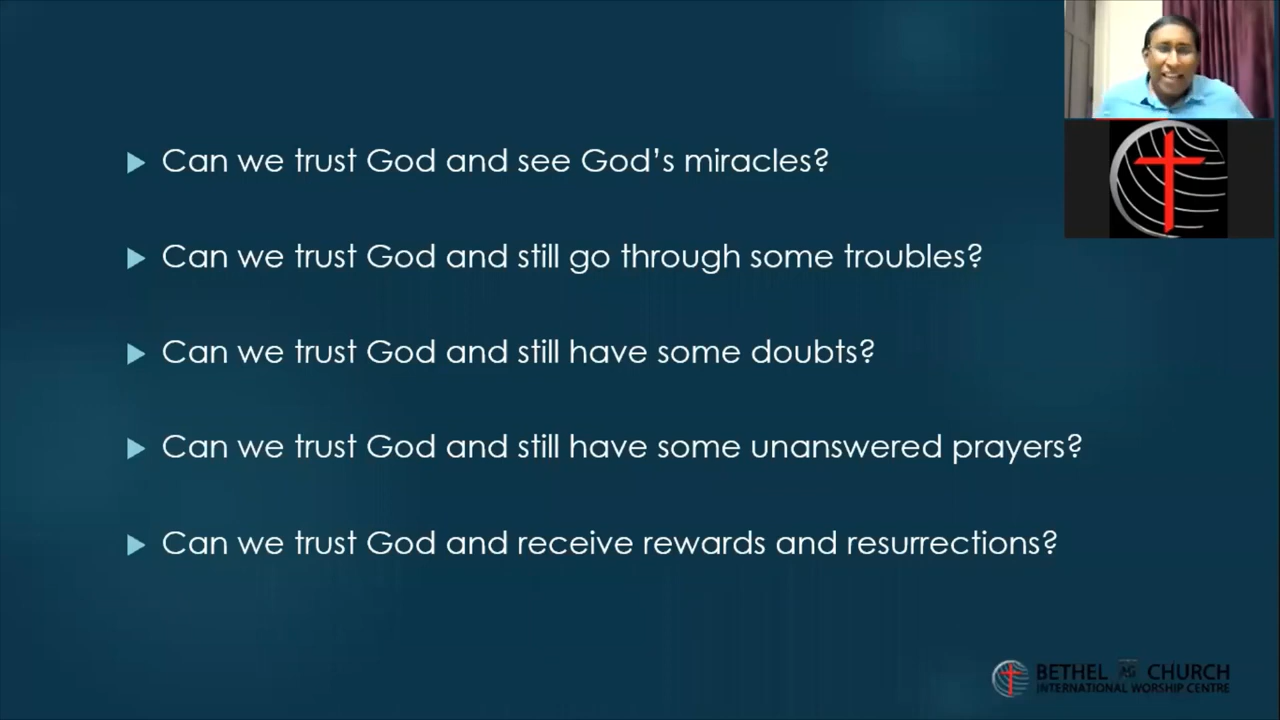 Can we trust God and see God's miracles?
Can we trust God and still go through some troubles?
Can we trust God and still have some doubts?
Can we trust God and still have some unanswered prayers?
Can we trust God and receive rewards and resurrections?
BETHEL AG CHURCH
INTERNATIONAL WORSHIP CENTRE